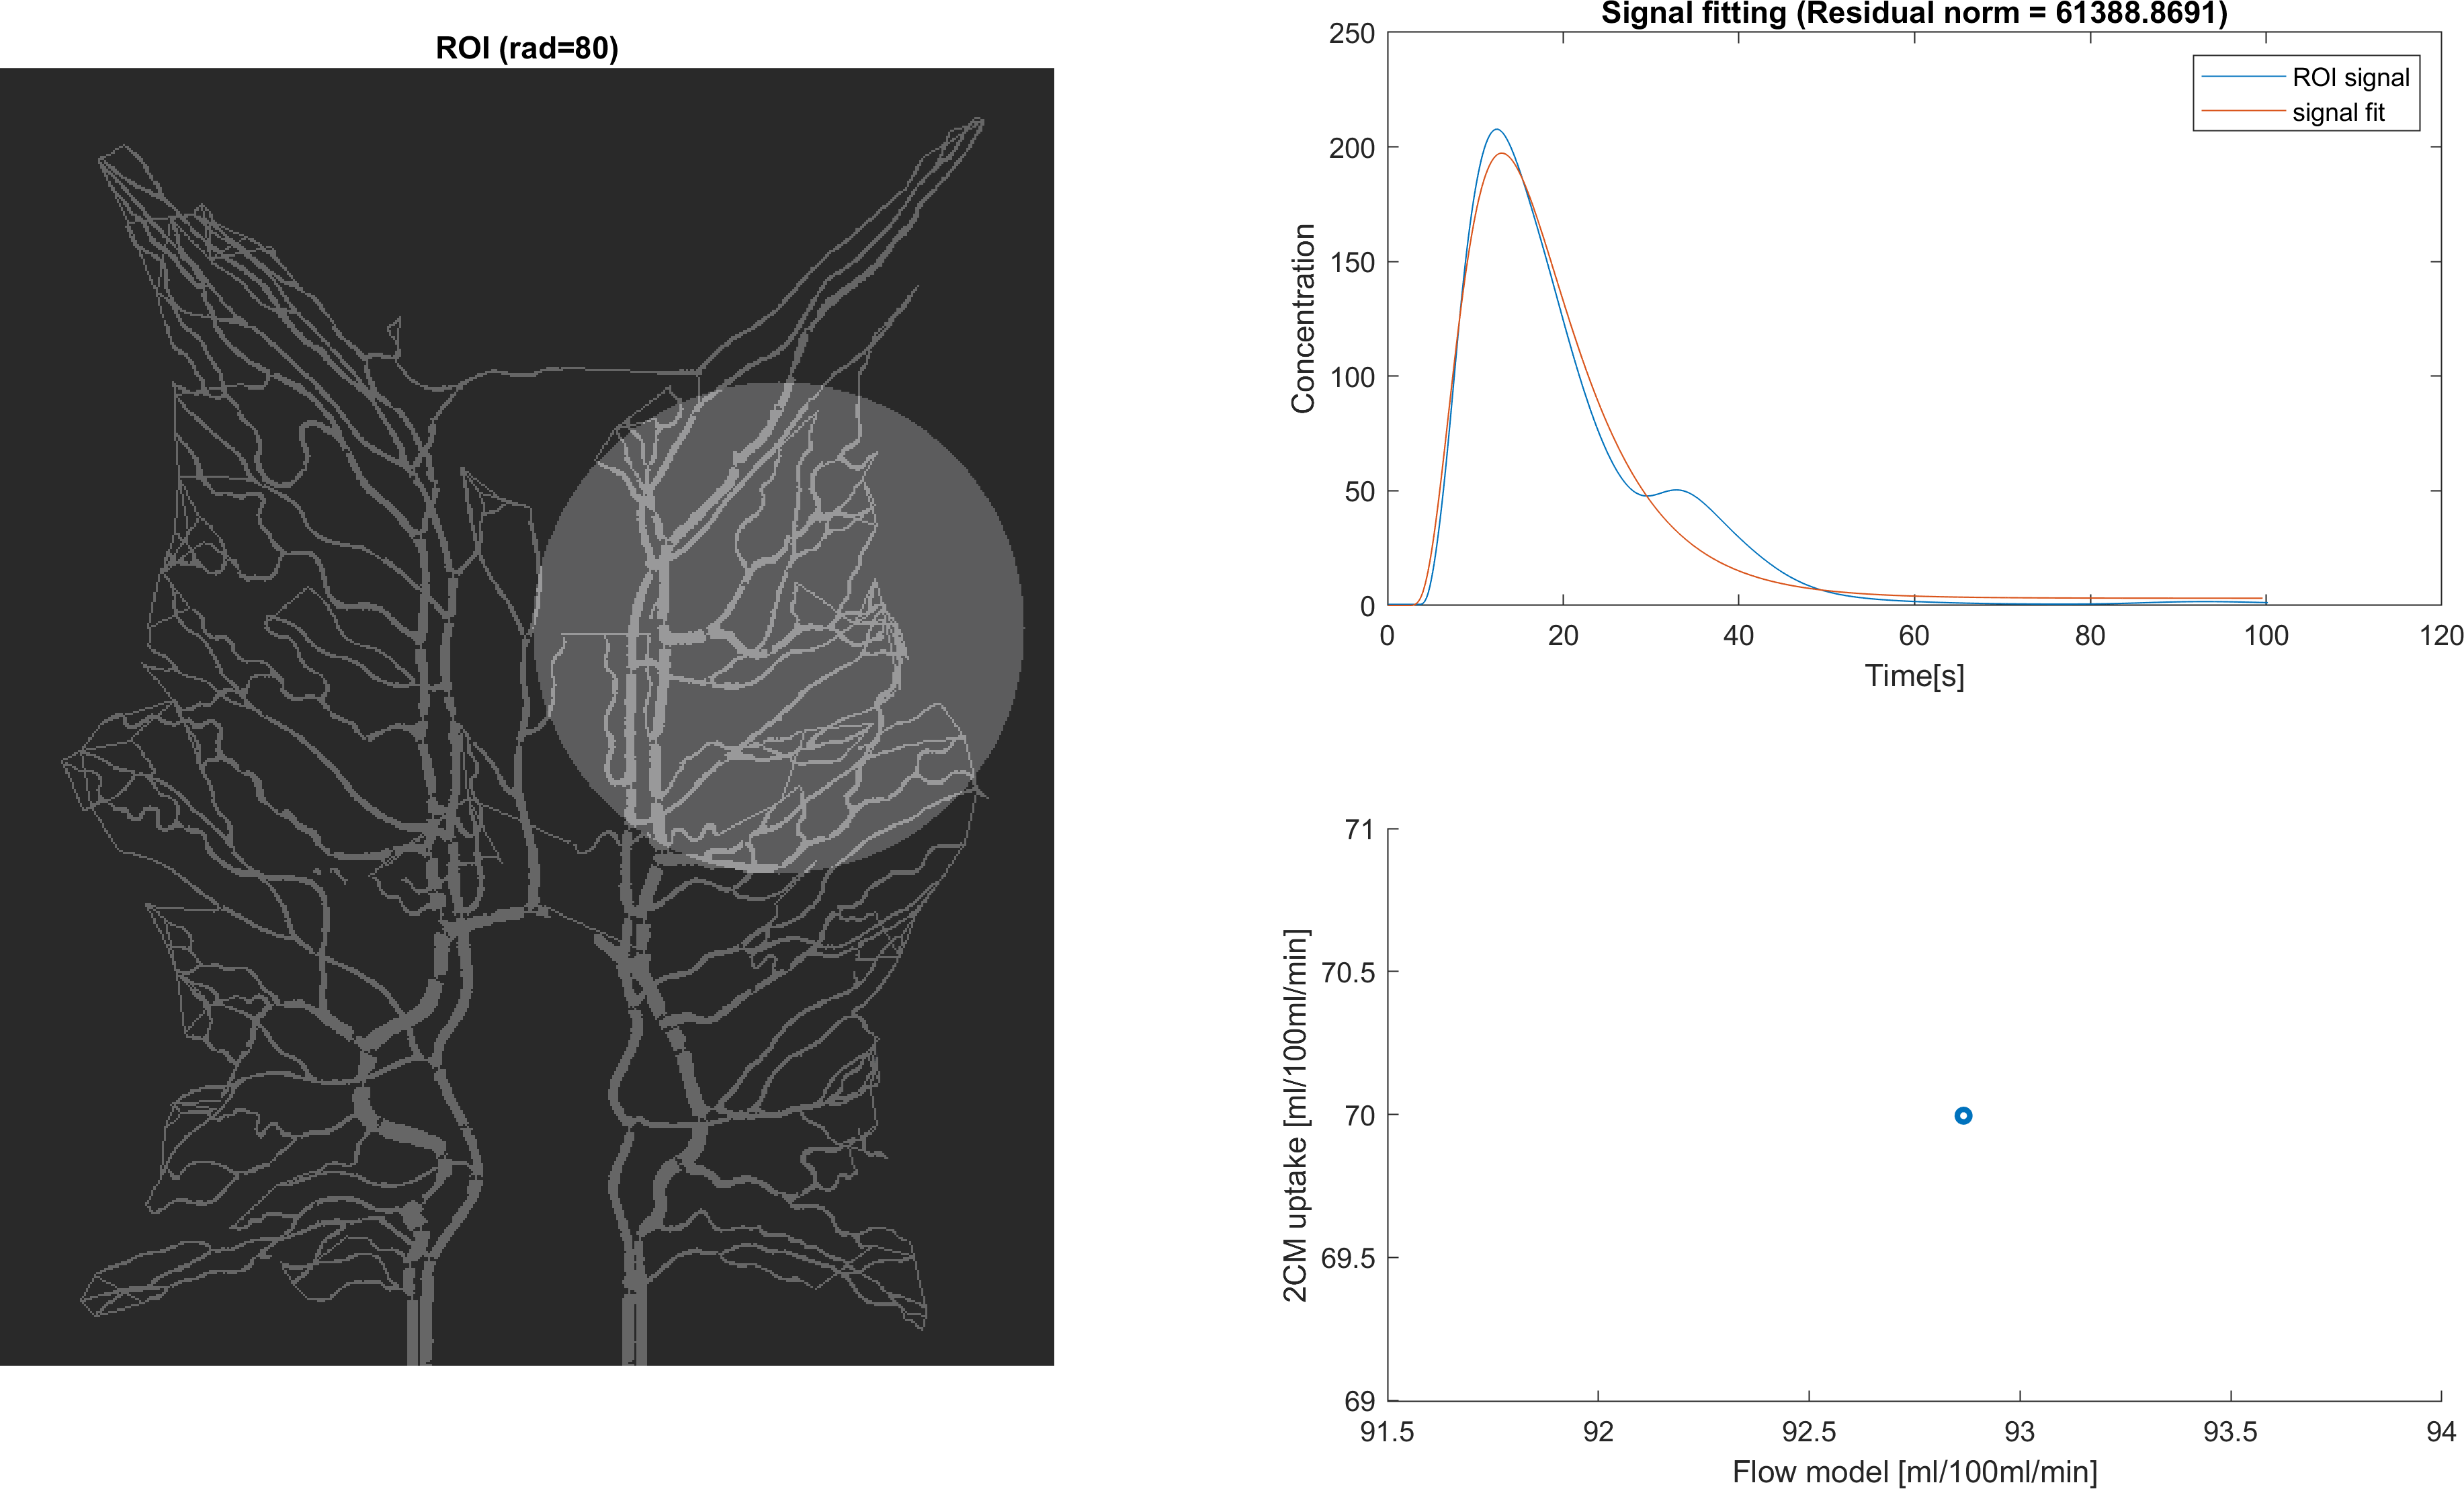 ROI (rad=80)
Signal fitting (Residual norm = 61388.8691)
250
200
150
100
50
0
Concentration
ROI signal
signal fit
0 20 40 60 80 100 120
Time[s]
71
70.5
70
69.5
69
2CM uptake [ml/100ml/min]
91.5 92 92.5 93 93.5 94
Flow model [ml/100ml/min]